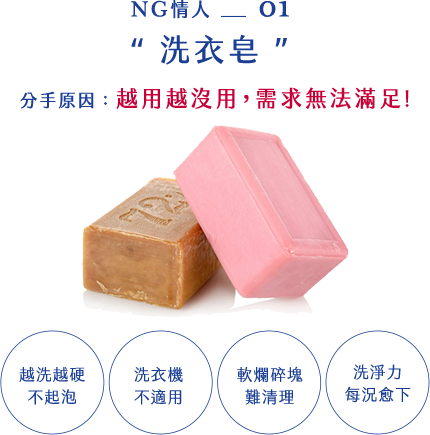 NG情人 __ 01
“ 洗衣皂 ”
分手原因：越用越沒用，需求無法滿足!
72%
越洗越硬
不起泡
洗衣機
不適用
軟爛碎塊
難清理
洗淨力
每況愈下